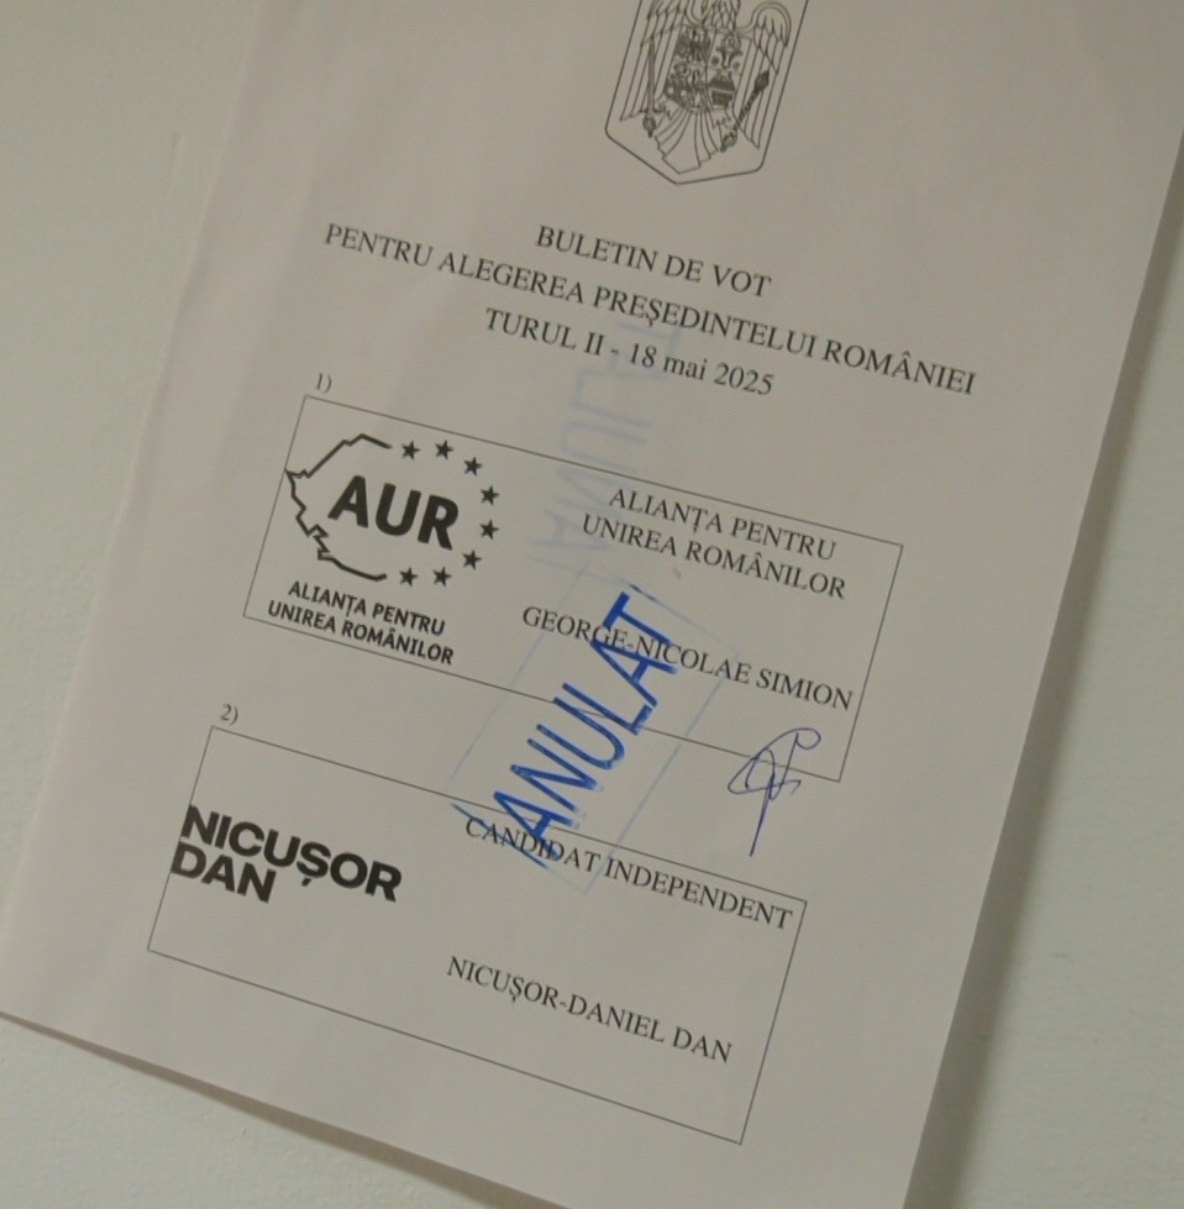 BULETIN DE VOT
PENTRU ALEGEREA PREȘEDINTELUI ROMÂNIEI
TURUL II - 18 mai 2025
1)
AUR
ALIANȚA PENTRU
UNIREA ROMÂNILOR
ALIANȚA PENTRU
UNIREA ROMÂNILOR
GEORGE-NICOLAE SIMION
ANULAT
ANULAT
2)
NICUȘOR
DAN
CANDIDAT INDEPENDENT
NICUȘOR-DANIEL DAN